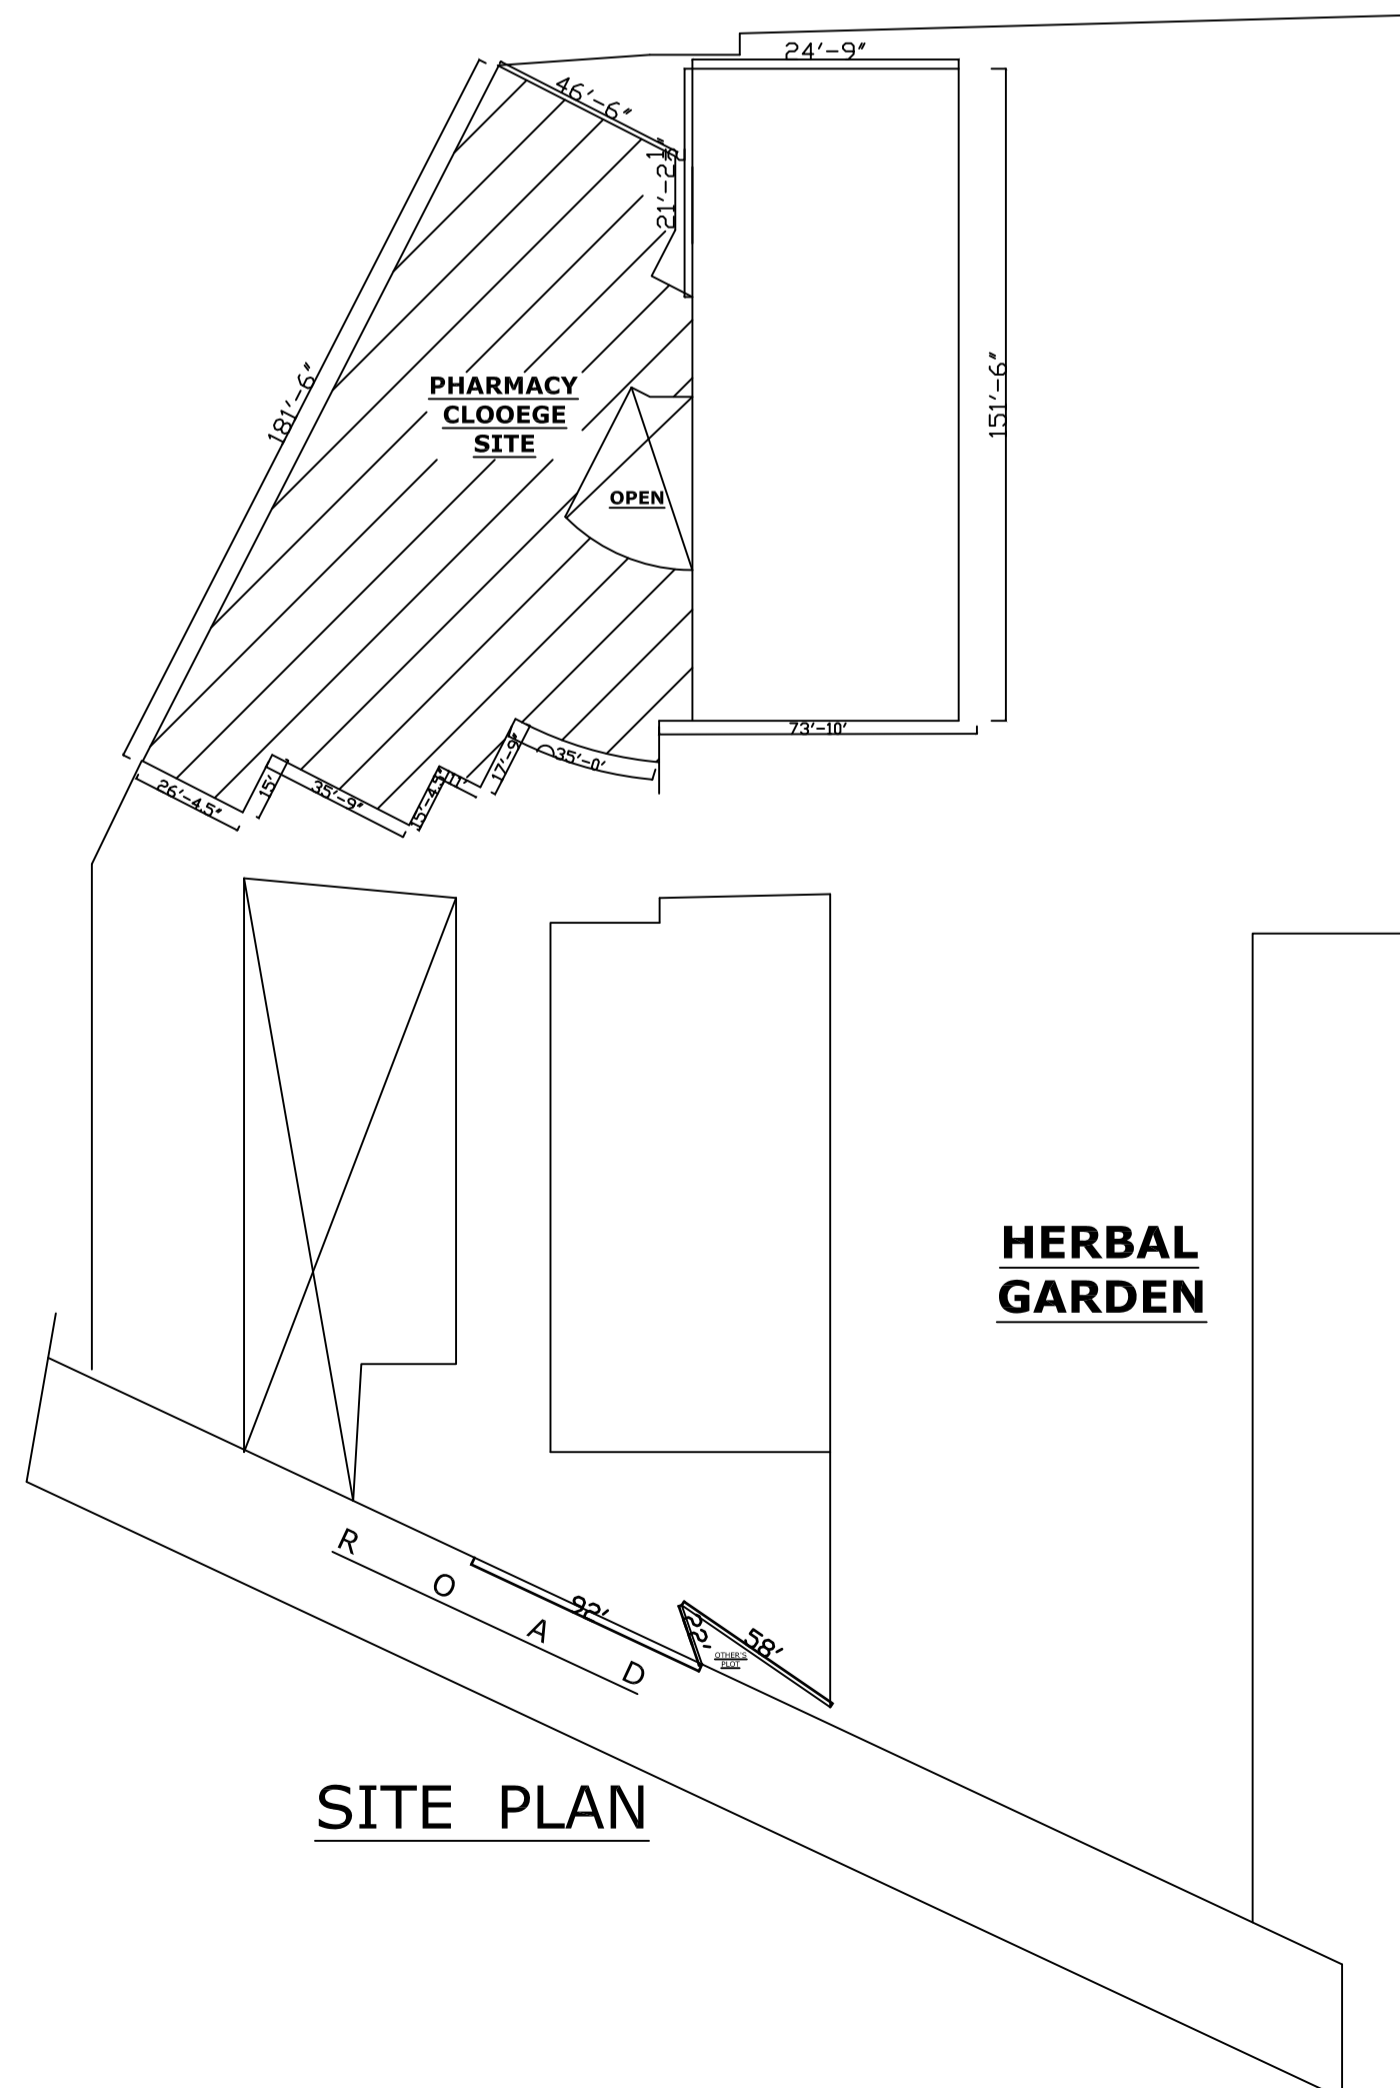 24'-9"
46'-6"
21'-2½"
181'-6"
151'-6"
PHARMACY
CLOOEGE
SITE
OPEN
73'-10'
26'-4.5"
15'
35'-9"
15'-4.5"
11'
17'-9"
35'-0'
HERBAL
GARDEN
R O A D
92'
22'
58'
OTHER'S
PLOT
SITE PLAN